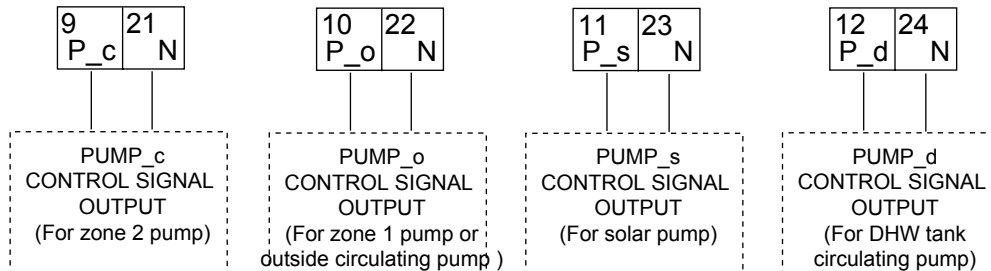 9
P_c
21
N
10
P_o
22
N
11
P_s
23
N
12
P_d
24
N
PUMP_c
CONTROL SIGNAL
OUTPUT
(For zone 2 pump)
PUMP_o
CONTROL SIGNAL
OUTPUT
(For zone 1 pump or
outside circulating pump )
PUMP_s
CONTROL SIGNAL
OUTPUT
(For solar pump)
PUMP_d
CONTROL SIGNAL
OUTPUT
(For DHW tank
circulating pump)